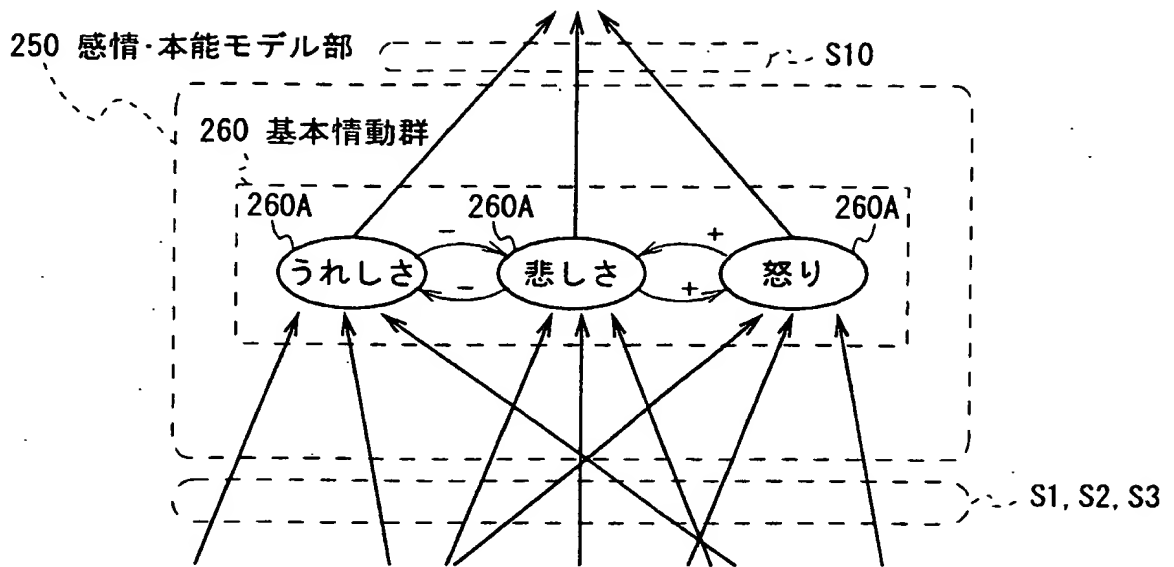 250 感情・本能モデル部
S10
260 基本情動群
260A 260A 260A
- +
うれしさ 悲しさ 怒り
- +
S1, S2, S3